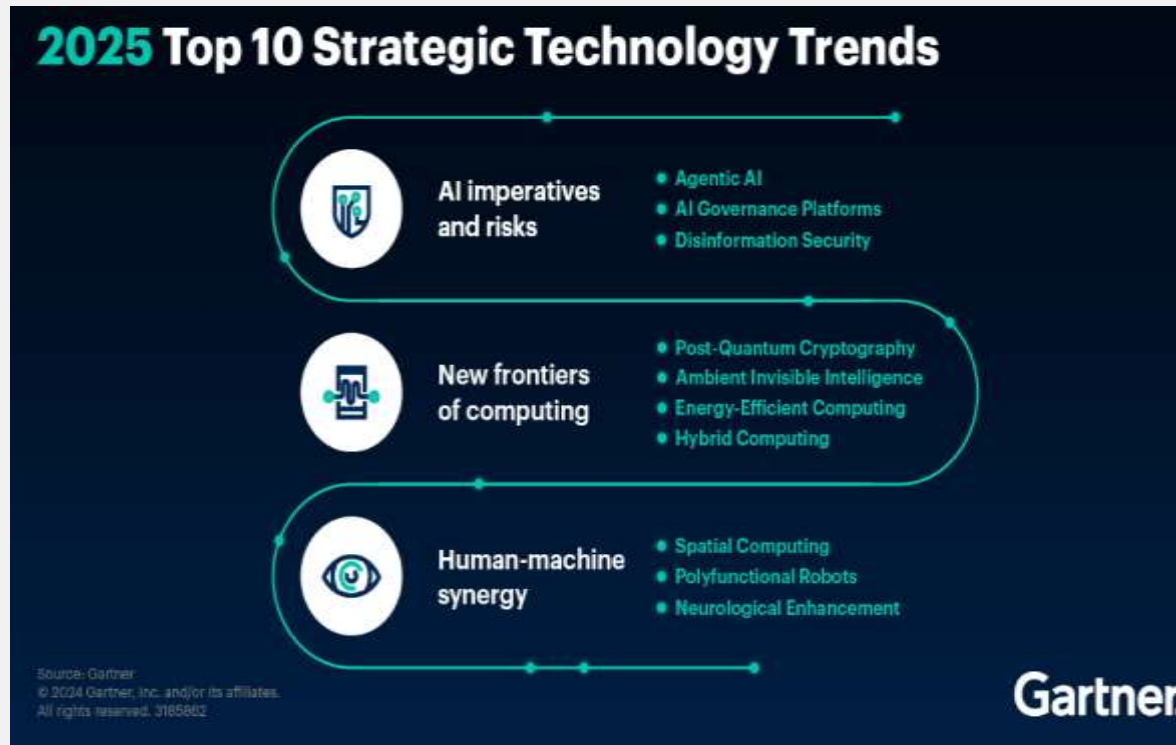 2025 Top 10 Strategic Technology Trends
AI imperatives
and risks
Agentic AI
AI Governance Platforms
Disinformation Security
New frontiers
of computing
Post-Quantum Cryptography
Ambient Invisible Intelligence
Energy-Efficient Computing
Hybrid Computing
Human-machine
synergy
Spatial Computing
Polyfunctional Robots
Neurological Enhancement
Source: Gartner
© 2024 Gartner, Inc. and/or its affiliates.
All rights reserved. 3185862
Gartner